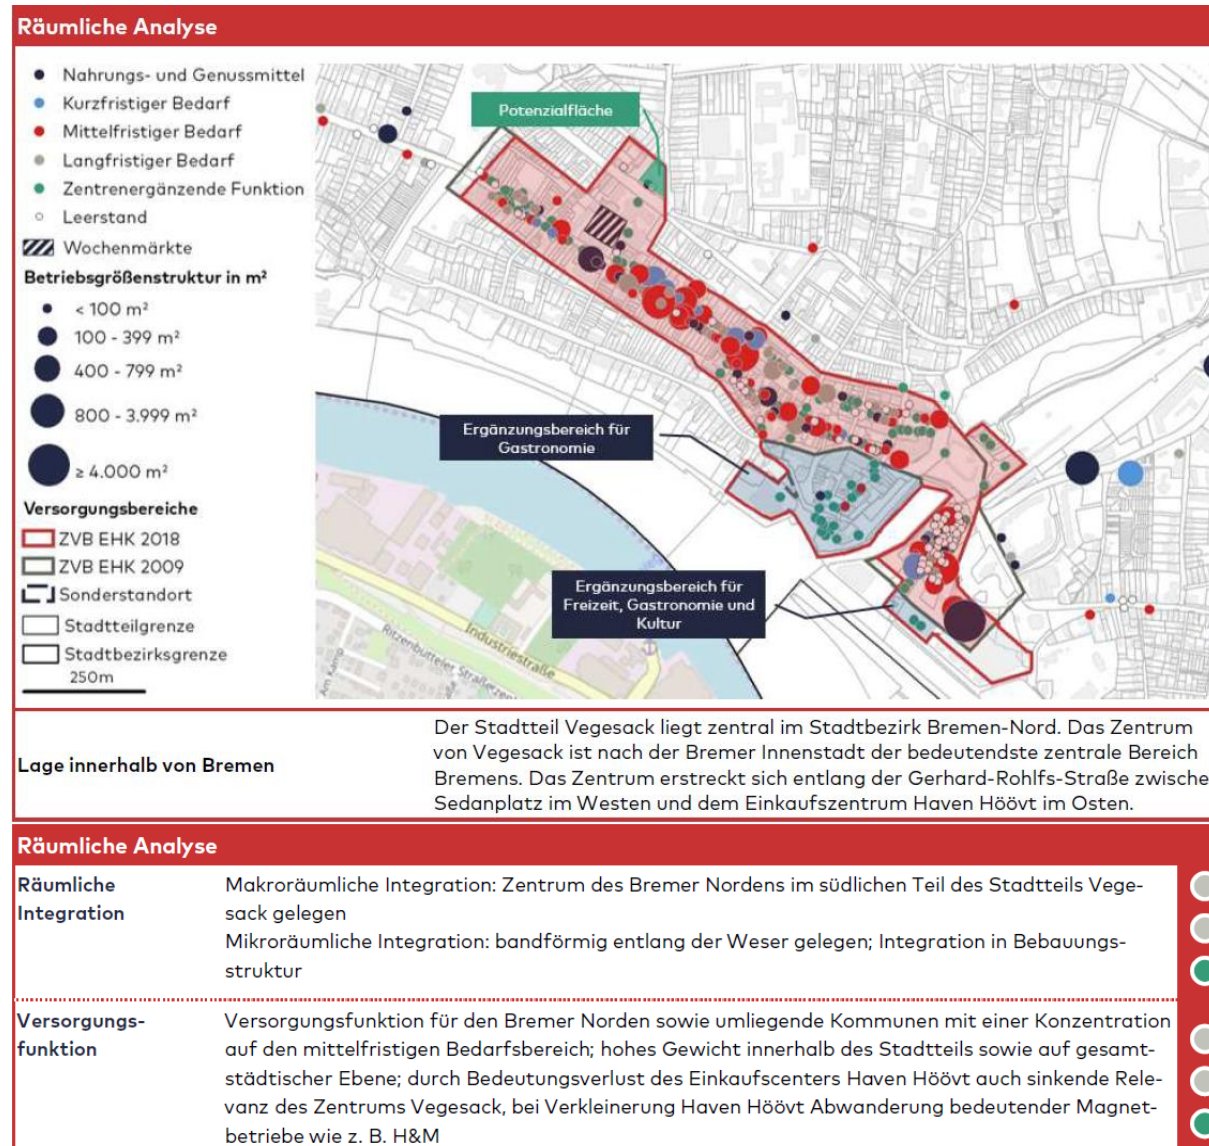 Räumliche Analyse
Nahrungs- und Genussmittel
Kurzfristiger Bedarf
Mittelfristiger Bedarf
Langfristiger Bedarf
Zentrenergänzende Funktion
Leerstand
Wochenmärkte
Betriebsgrößenstruktur in m²
< 100 m²
100 - 399 m²
400 - 799 m²
800 - 3.999 m²
≥ 4.000 m²
Versorgungsbereiche
ZVB EHK 2018
ZVB EHK 2009
Sonderstandort
Stadtteilgrenze
Stadtbezirksgrenze
250m
Potenzialfläche
Ergänzungsbereich für
Gastronomie
Ergänzungsbereich für
Freizeit, Gastronomie und
Kultur
Industriestraße
Ritzenbütteler
Am Kamp
Lage innerhalb von Bremen
Der Stadtteil Vegesack liegt zentral im Stadtbezirk Bremen-Nord. Das Zentrum
von Vegesack ist nach der Bremer Innenstadt der bedeutendste zentrale Bereich
Bremens. Das Zentrum erstreckt sich entlang der Gerhard-Rohlfs-Straße zwische
Sedanplatz im Westen und dem Einkaufszentrum Haven Höövt im Osten.
Räumliche Analyse
Räumliche
Integration
Makroräumliche Integration: Zentrum des Bremer Nordens im südlichen Teil des Stadtteils Vege-
sack gelegen
Mikroräumliche Integration: bandförmig entlang der Weser gelegen; Integration in Bebauungs-
struktur
Versorgungs-
funktion
Versorgungsfunktion für den Bremer Norden sowie umliegende Kommunen mit einer Konzentration
auf den mittelfristigen Bedarfsbereich; hohes Gewicht innerhalb des Stadtteils sowie auf gesamt-
städtischer Ebene; durch Bedeutungsverlust des Einkaufscenters Haven Höövt auch sinkende Rele-
vanz des Zentrums Vegesack, bei Verkleinerung Haven Höövt Abwanderung bedeutender Magnet-
betriebe wie z. B. H&M